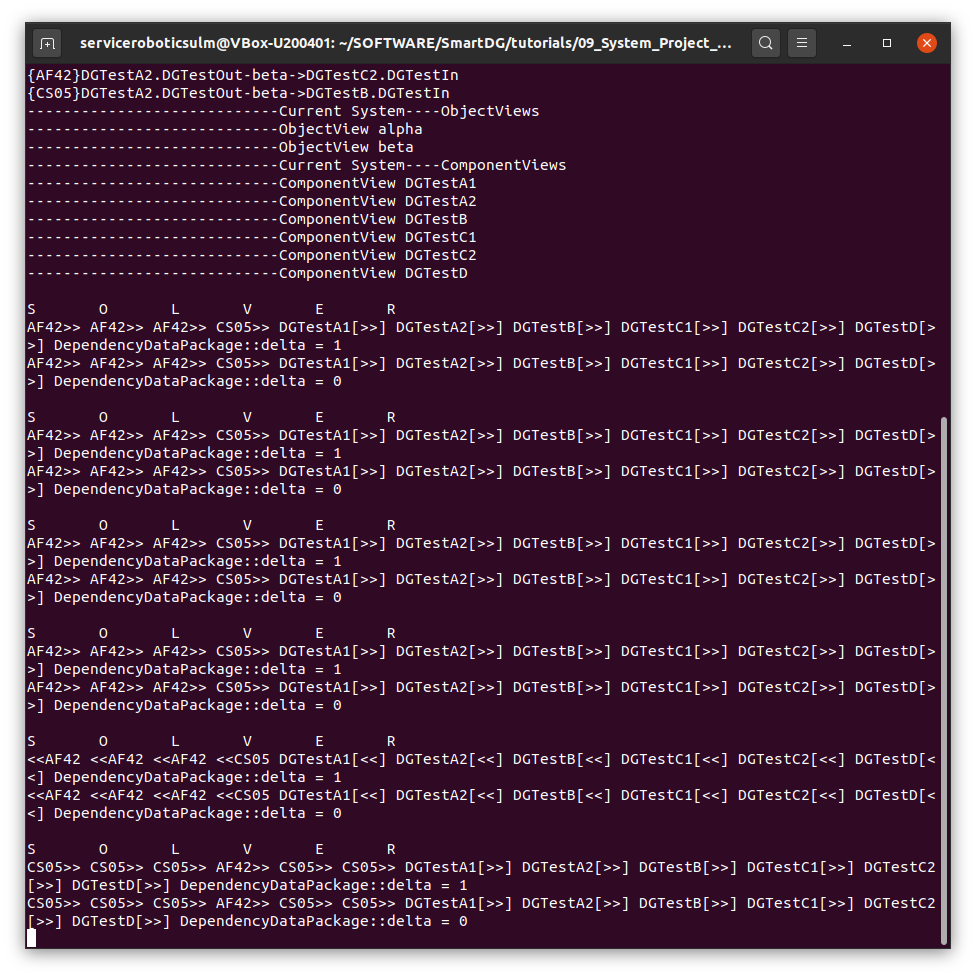 serviceroboticsulm@VBox-U200401: ~/SOFTWARE/SmartDG/tutorials/09_System_Project_...
{AF42}DGTestA2.DGTestOut-beta->DGTestC2.DGTestIn
{CS05}DGTestA2.DGTestOut-beta->DGTestB.DGTestIn
----------------------------Current System----ObjectViews
----------------------------ObjectView alpha
----------------------------ObjectView beta
----------------------------Current System----ComponentViews
----------------------------ComponentView DGTestA1
----------------------------ComponentView DGTestA2
----------------------------ComponentView DGTestB
----------------------------ComponentView DGTestC1
----------------------------ComponentView DGTestC2
----------------------------ComponentView DGTestD
S       O       L       V       E       R
AF42>> AF42>> AF42>> CS05>> DGTestA1[>>] DGTestA2[>>] DGTestB[>>] DGTestC1[>>] DGTestC2[>>] DGTestD[>
>] DependencyDataPackage::delta = 1
AF42>> AF42>> AF42>> CS05>> DGTestA1[>>] DGTestA2[>>] DGTestB[>>] DGTestC1[>>] DGTestC2[>>] DGTestD[>
>] DependencyDataPackage::delta = 0
S       O       L       V       E       R
AF42>> AF42>> AF42>> CS05>> DGTestA1[>>] DGTestA2[>>] DGTestB[>>] DGTestC1[>>] DGTestC2[>>] DGTestD[>
>] DependencyDataPackage::delta = 1
AF42>> AF42>> AF42>> CS05>> DGTestA1[>>] DGTestA2[>>] DGTestB[>>] DGTestC1[>>] DGTestC2[>>] DGTestD[>
>] DependencyDataPackage::delta = 0
S       O       L       V       E       R
AF42>> AF42>> AF42>> CS05>> DGTestA1[>>] DGTestA2[>>] DGTestB[>>] DGTestC1[>>] DGTestC2[>>] DGTestD[>
>] DependencyDataPackage::delta = 1
AF42>> AF42>> AF42>> CS05>> DGTestA1[>>] DGTestA2[>>] DGTestB[>>] DGTestC1[>>] DGTestC2[>>] DGTestD[>
>] DependencyDataPackage::delta = 0
S       O       L       V       E       R
AF42>> AF42>> AF42>> CS05>> DGTestA1[>>] DGTestA2[>>] DGTestB[>>] DGTestC1[>>] DGTestC2[>>] DGTestD[>
>] DependencyDataPackage::delta = 1
AF42>> AF42>> AF42>> CS05>> DGTestA1[>>] DGTestA2[>>] DGTestB[>>] DGTestC1[>>] DGTestC2[>>] DGTestD[>
>] DependencyDataPackage::delta = 0
S       O       L       V       E       R
<<AF42 <<AF42 <<AF42 <<CS05 DGTestA1[<<] DGTestA2[<<] DGTestB[<<] DGTestC1[<<] DGTestC2[<<] DGTestD[<
<] DependencyDataPackage::delta = 1
<<AF42 <<AF42 <<AF42 <<CS05 DGTestA1[<<] DGTestA2[<<] DGTestB[<<] DGTestC1[<<] DGTestC2[<<] DGTestD[<
<] DependencyDataPackage::delta = 0
S       O       L       V       E       R
CS05>> CS05>> CS05>> AF42>> CS05>> CS05>> DGTestA1[>>] DGTestA2[>>] DGTestB[>>] DGTestC1[>>] DGTestC2
[>>] DGTestD[>>] DependencyDataPackage::delta = 1
CS05>> CS05>> CS05>> AF42>> CS05>> CS05>> DGTestA1[>>] DGTestA2[>>] DGTestB[>>] DGTestC1[>>] DGTestC2
[>>] DGTestD[>>] DependencyDataPackage::delta = 0